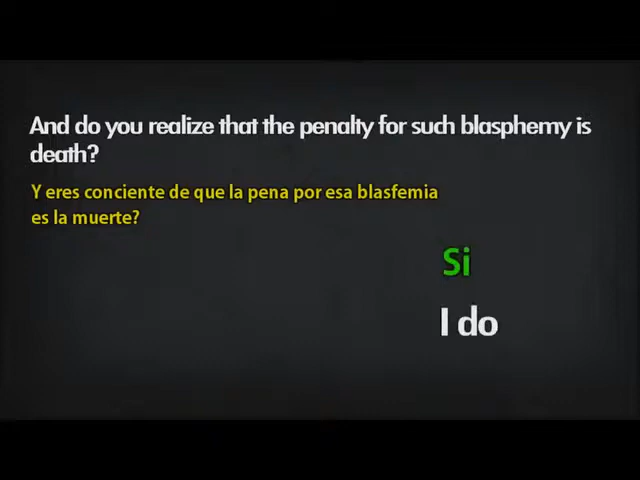 And do you realize that the penalty for such blasphemy is
death?
Y eres conciente de que la pena por esa blasfemia
es la muerte?
Si
I do